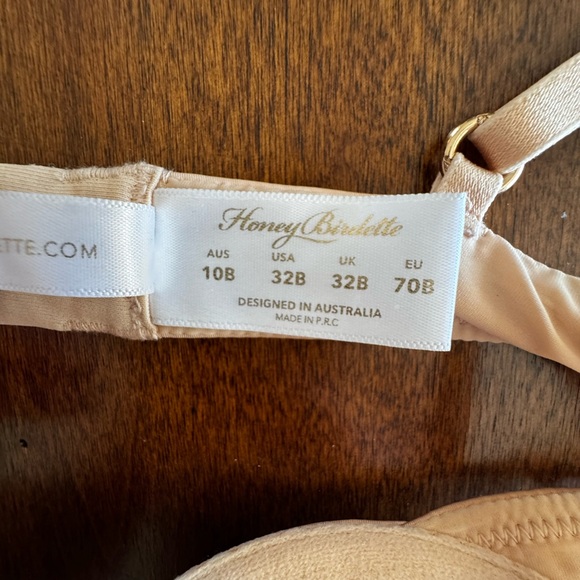 ETTE.COM
Honey Birdette
AUS USA UK EU
10B 32B 32B 70B
DESIGNED IN AUSTRALIA
MADE IN P.R.C